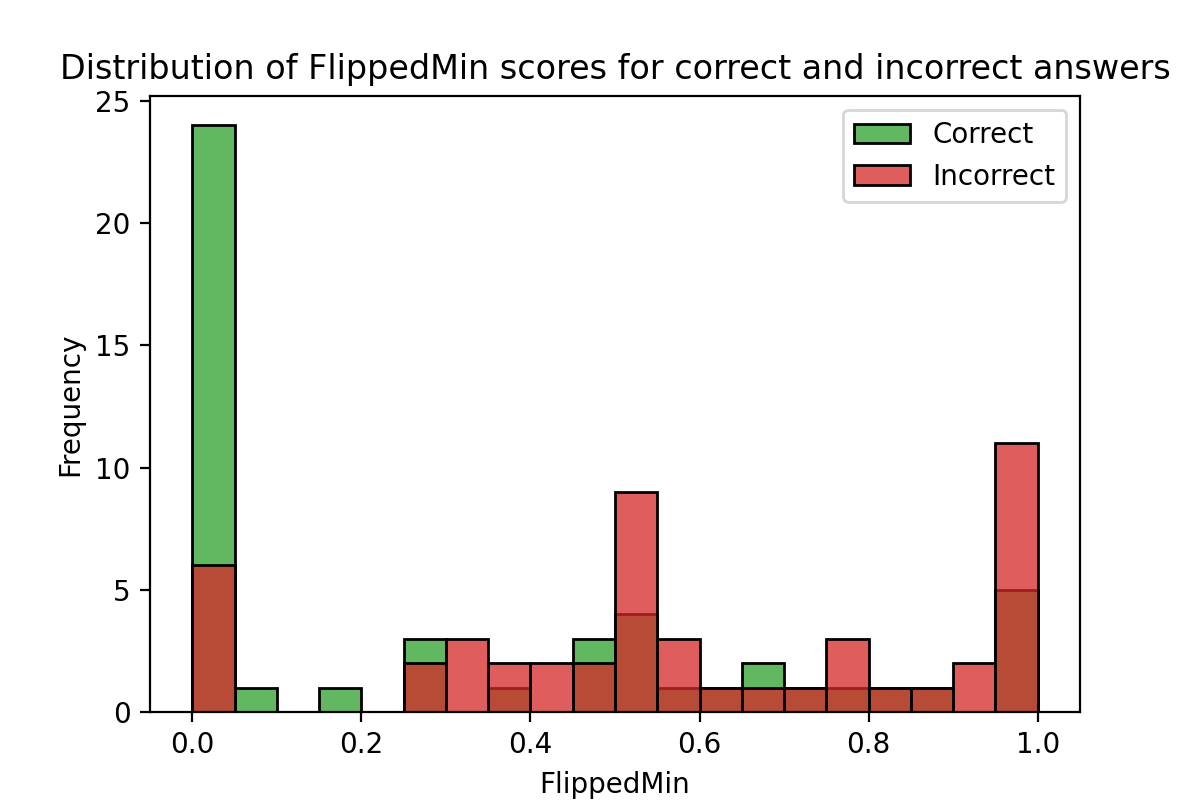 Distribution of FlippedMin scores for correct and incorrect answers
25
20
15
10
5
0
Frequency
Correct
Incorrect
0.0 0.2 0.4 0.6 0.8 1.0
FlippedMin